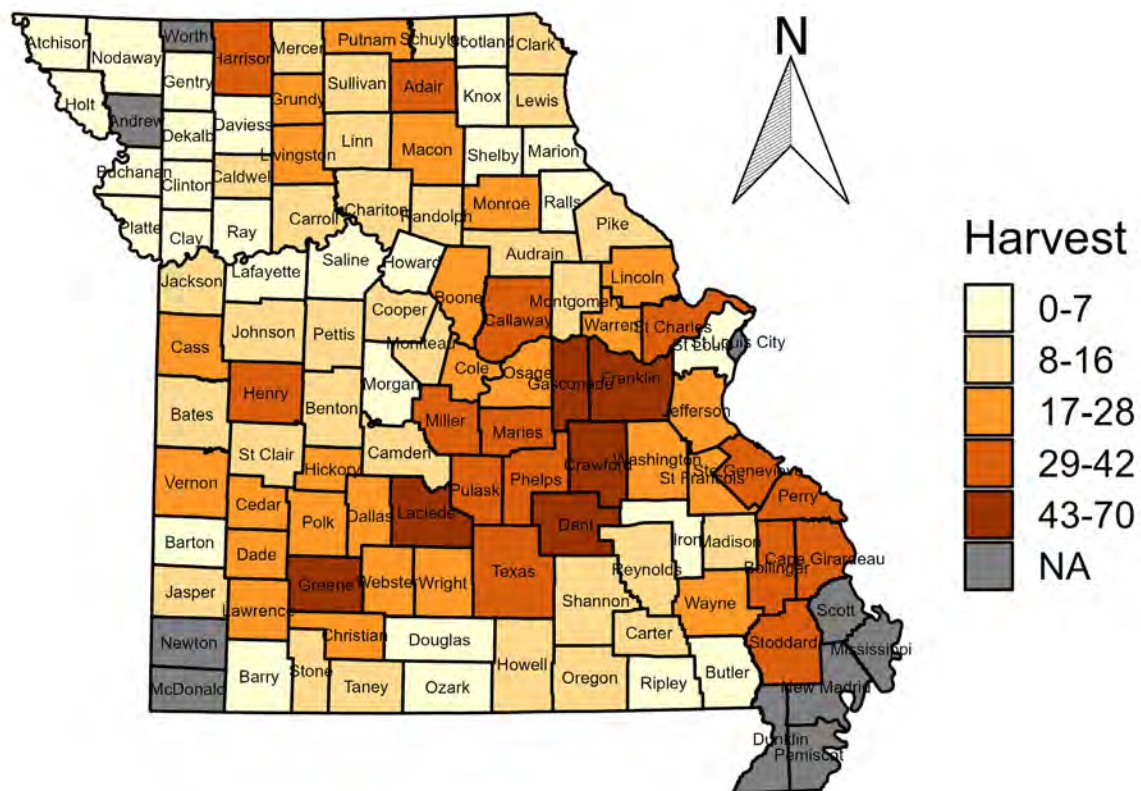 N
Harvest
0-7
8-16
17-28
29-42
43-70
NA
Atchison
Nodaway
Worth
Harrison
Mercer
Putnam
Schuyler
Scotland
Clark
Holt
Andrew
Gentry
Dekalb
Daviess
Grundy
Sullivan
Adair
Knox
Lewis
Buchanan
Clinton
Caldwel
Livingston
Linn
Macon
Shelby
Marion
Platte
Clay
Ray
Carroll
Chariton
Randolph
Monroe
Ralls
Pike
Audrain
Jackson
Lafayette
Saline
Howard
Boone
Callaway
Montgomery
Lincoln
Warren
St Charles
St Louis City
St Louis
Cass
Johnson
Pettis
Cooper
Moniteau
Cole
Osage
Gasconade
Franklin
Jefferson
Bates
Henry
Benton
Morgan
Miller
Maries
St Clair
Camden
Hickory
Pulask
Phelps
Crawford
Washington
St Francois
Ste Genevieve
Perry
Vernon
Cedar
Polk
Dallas
Laclede
Dent
Iron
Madison
Bollinger
Cape Girardeau
Barton
Dade
Greene
Webster
Wright
Texas
Reynolds
Wayne
Jasper
Lawrence
Christian
Douglas
Shannon
Carter
Stoddard
Scott
Mississippi
Newton
McDonald
Barry
Stone
Taney
Ozark
Howell
Oregon
Ripley
Butler
New Madrid
Dunklin
Pemiscot